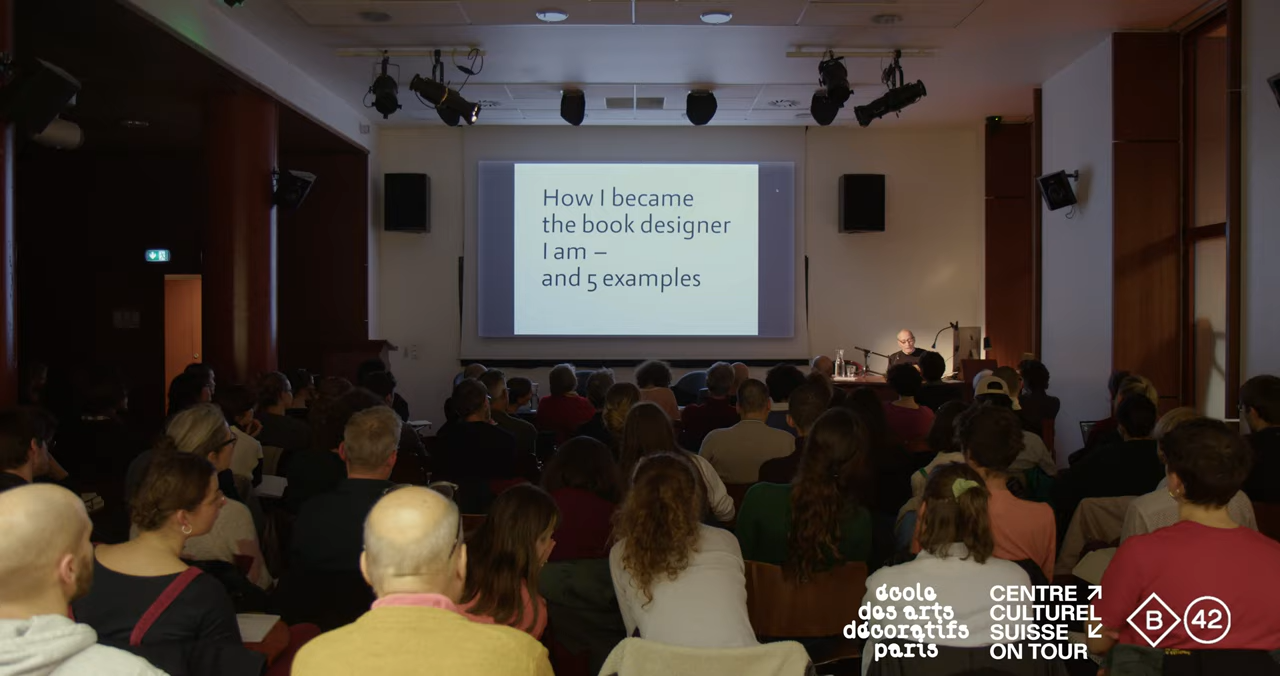 How I became
the book designer
I am –
and 5 examples
école
des arts
décoratifs
paris
CENTRE
CULTUREL
SUISSE
ON TOUR
B
42